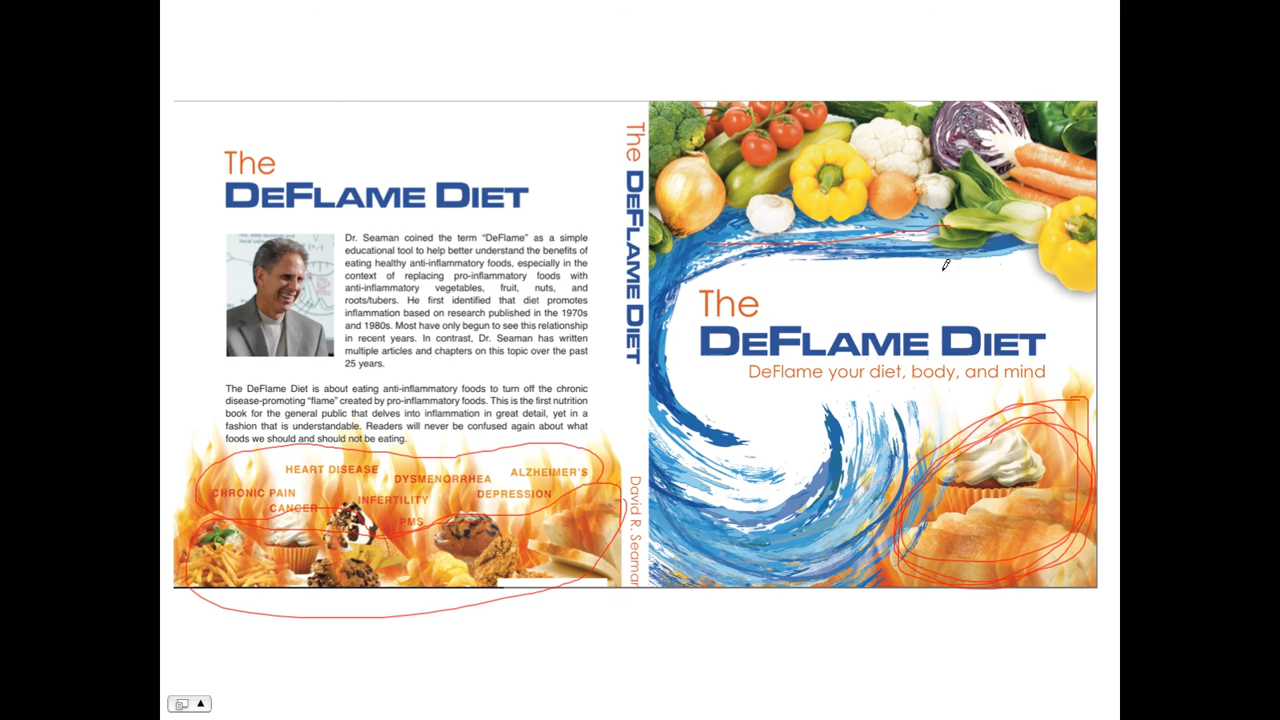 The
DEFLAME DIET
Dr. Seaman coined the term “DeFlame” as a simple
educational tool to help better understand the benefits of
eating healthy anti-inflammatory foods, especially in the
context of replacing pro-inflammatory foods with
anti-inflammatory vegetables, fruit, nuts, and
roots/tubers. He first identified that diet promotes
inflammation based on research published in the 1970s
and 1980s. Most have only begun to see this relationship
in recent years. In contrast, Dr. Seaman has written
multiple articles and chapters on this topic over the past
25 years.
The DeFlame Diet is about eating anti-inflammatory foods to turn off the chronic
disease-promoting “flame” created by pro-inflammatory foods. This is the first nutrition
book for the general public that delves into inflammation in great detail, yet in a
fashion that is understandable. Readers will never be confused again about what
foods we should and should not be eating.
HEART DISEASE
DYSMENORRHEA
ALZHEIMER'S
CHRONIC PAIN
INFERTILITY
DEPRESSION
CANCER
PMS
The DEFLAME DIET
David R. Seaman
The
DEFLAME DIET
DeFlame your diet, body, and mind